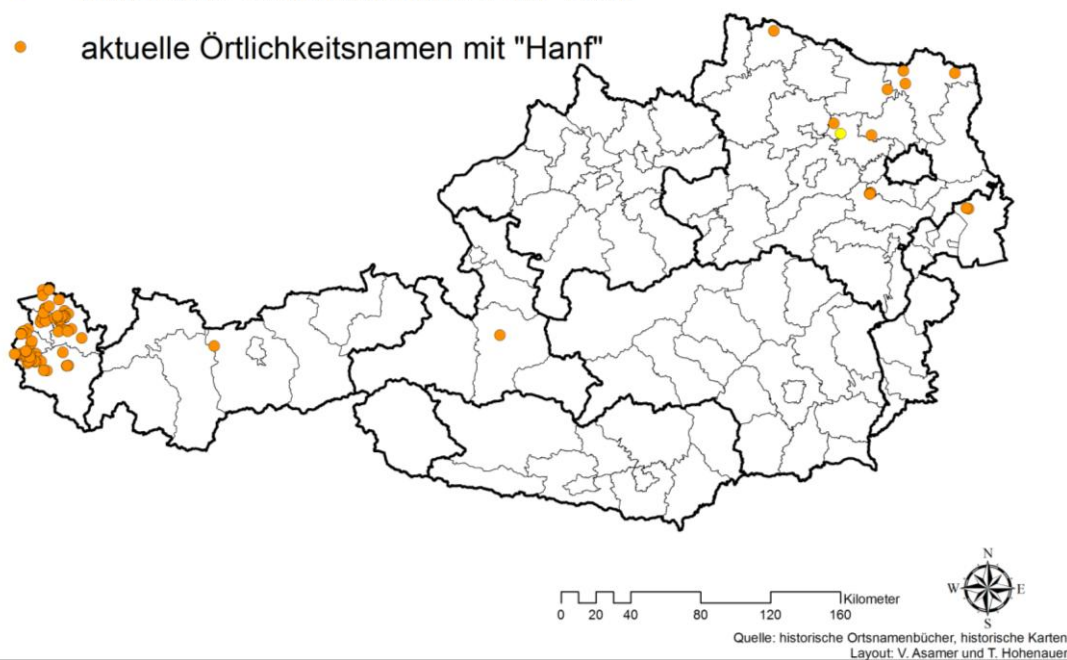 aktuelle Örtlichkeitsnamen mit "Hanf"
N
W E
S
Kilometer
0 20 40 80 120 160
Quelle: historische Ortsnamenbücher, historische Karten
Layout: V. Asamer und T. Hohenauer